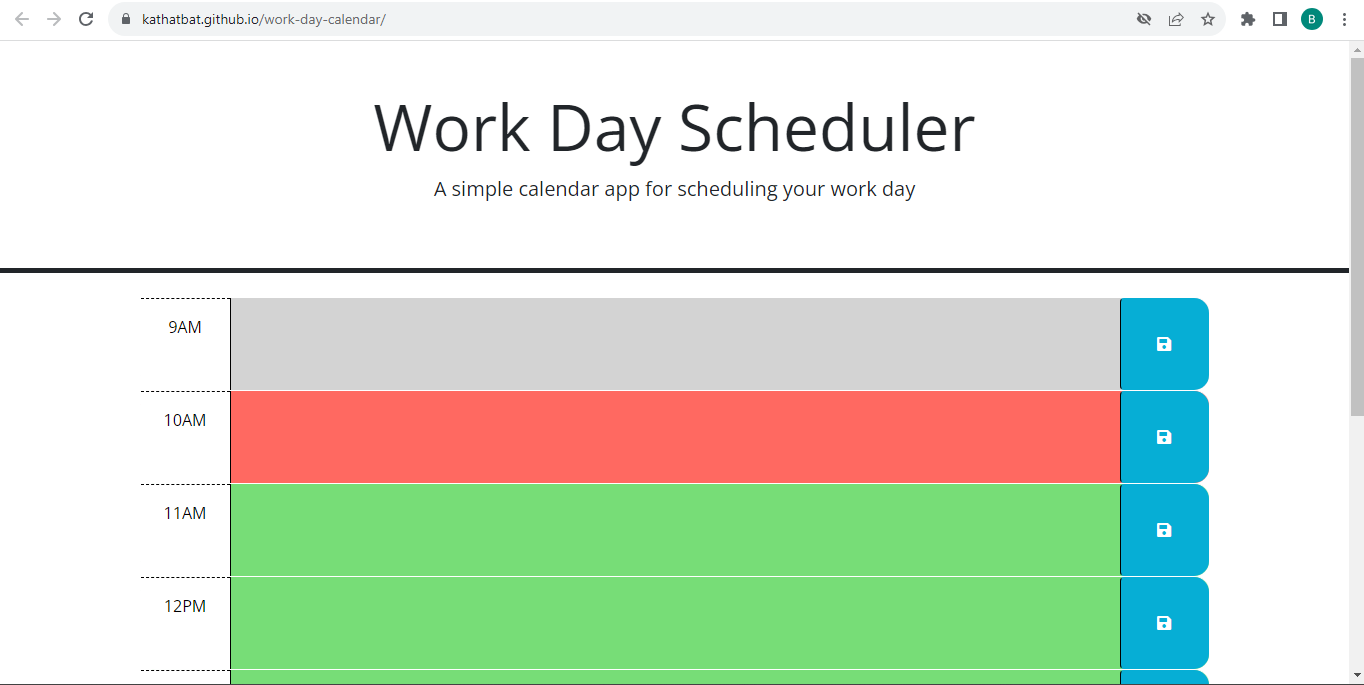 kathatbat.github.io/work-day-calendar/
B
Work Day Scheduler
A simple calendar app for scheduling your work day
9AM
10AM
11AM
12PM